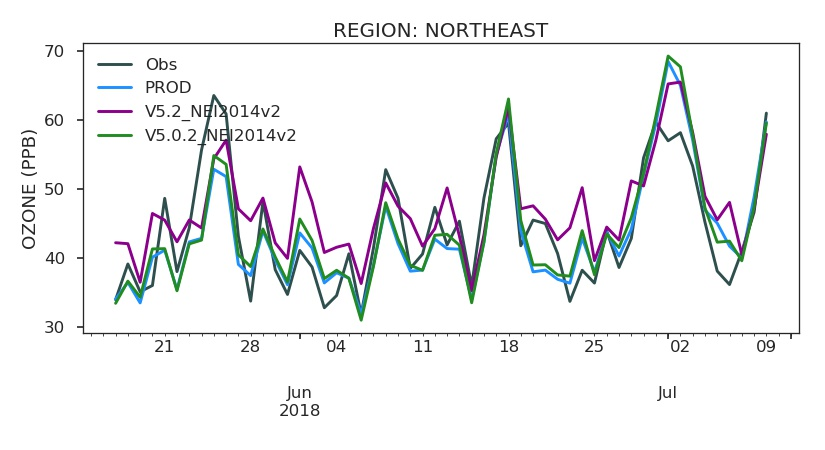 REGION: NORTHEAST
70
60
50
40
30
OZONE (PPB)
Obs
PROD
V5.2_NEI2014v2
V5.0.2_NEI2014v2
21 28 04 11 18 25 02 09
Jun Jul
2018